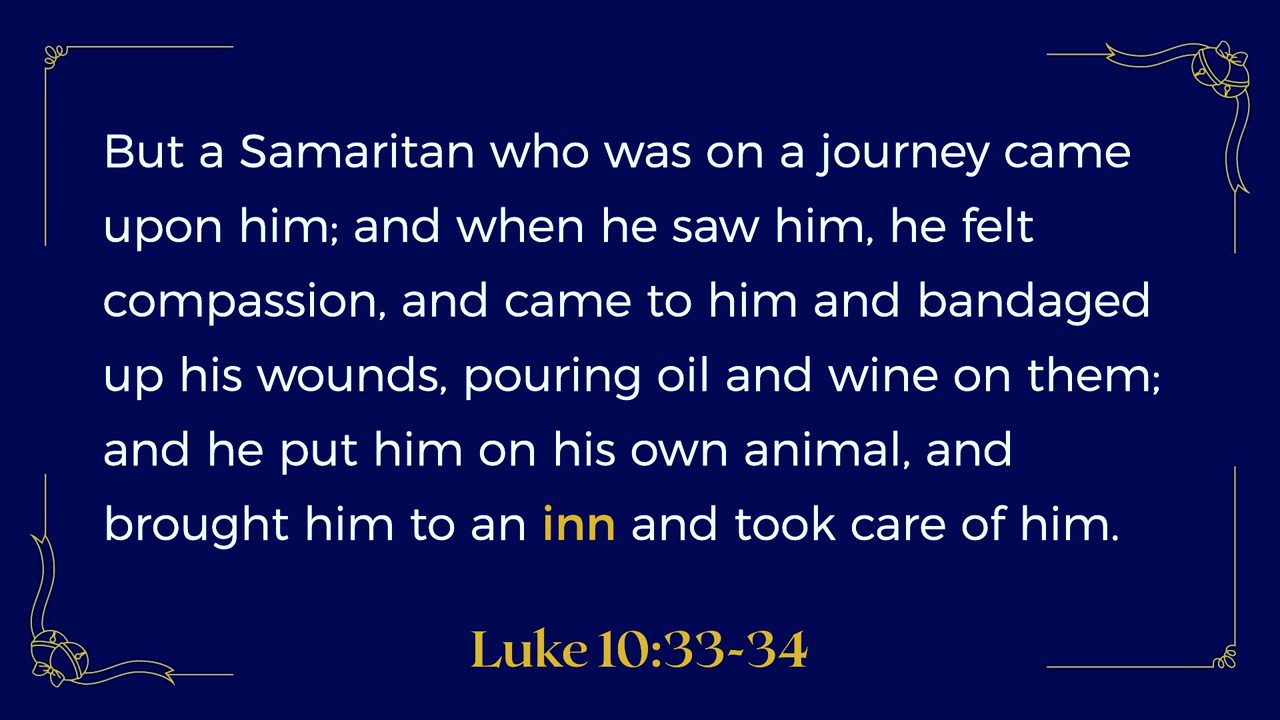 But a Samaritan who was on a journey came
upon him; and when he saw him, he felt
compassion, and came to him and bandaged
up his wounds, pouring oil and wine on them;
and he put him on his own animal, and
brought him to an inn and took care of him.
Luke 10:33-34